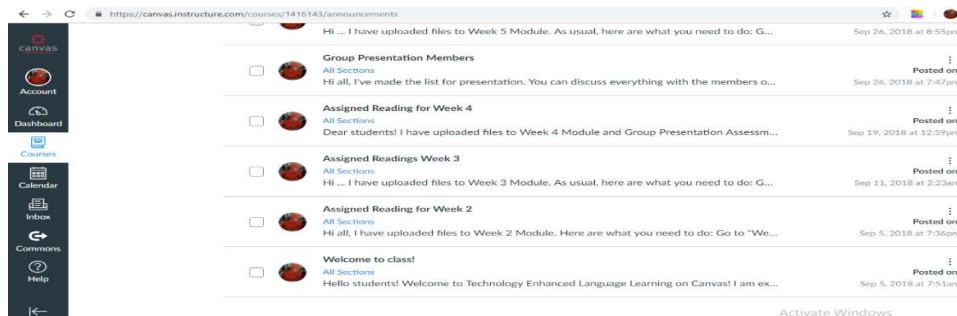 https://canvas.instructure.com/courses/1416143/announcements
Hi ... I have uploaded files to Week 5 Module. As usual, here are what you need to do: G...
Sep 26, 2018 at 8:55pm
canvas
Account
Dashboard
Courses
Calendar
Inbox
Commons
Help
Group Presentation Members
All Sections
Posted on
Hi all, I've made the list for presentation. You can discuss everything with the members o...
Sep 26, 2018 at 7:47pm
Assigned Reading for Week 4
All Sections
Posted on
Dear students! I have uploaded files to Week 4 Module and Group Presentation Assessm...
Sep 19, 2018 at 12:59pm
Assigned Readings Week 3
All Sections
Posted on
Hi ... I have uploaded files to Week 3 Module. As usual, here are what you need to do: G...
Sep 11, 2018 at 2:23am
Assigned Reading for Week 2
All Sections
Posted on
Hi all, I have uploaded files to Week 2 Module. Here are what you need to do: Go to "We...
Sep 5, 2018 at 7:36pm
Welcome to class!
All Sections
Posted on
Hello students! Welcome to Technology Enhanced Language Learning on Canvas! I am ex...
Sep 5, 2018 at 7:51am
Activate Windows